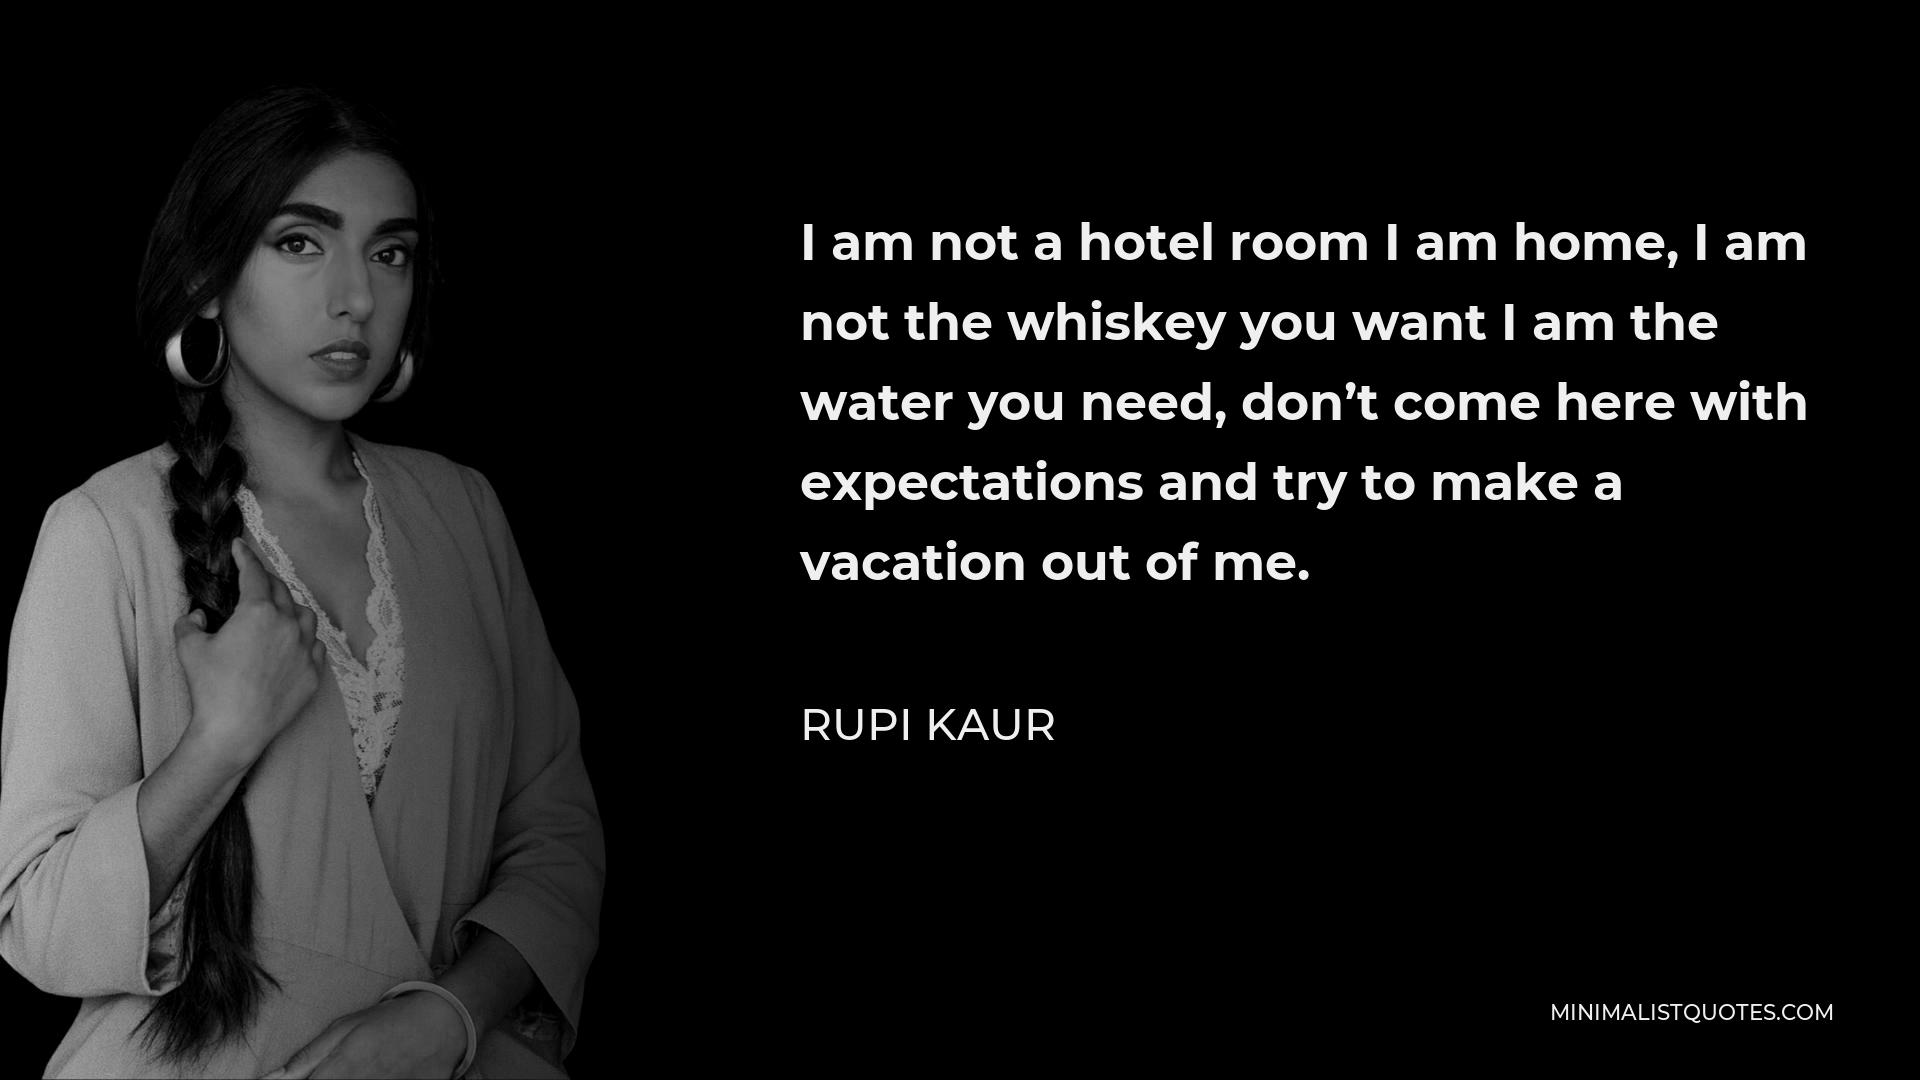 I am not a hotel room I am home, I am
not the whiskey you want I am the
water you need, don’t come here with
expectations and try to make a
vacation out of me.
RUPI KAUR
MINIMALISTQUOTES.COM